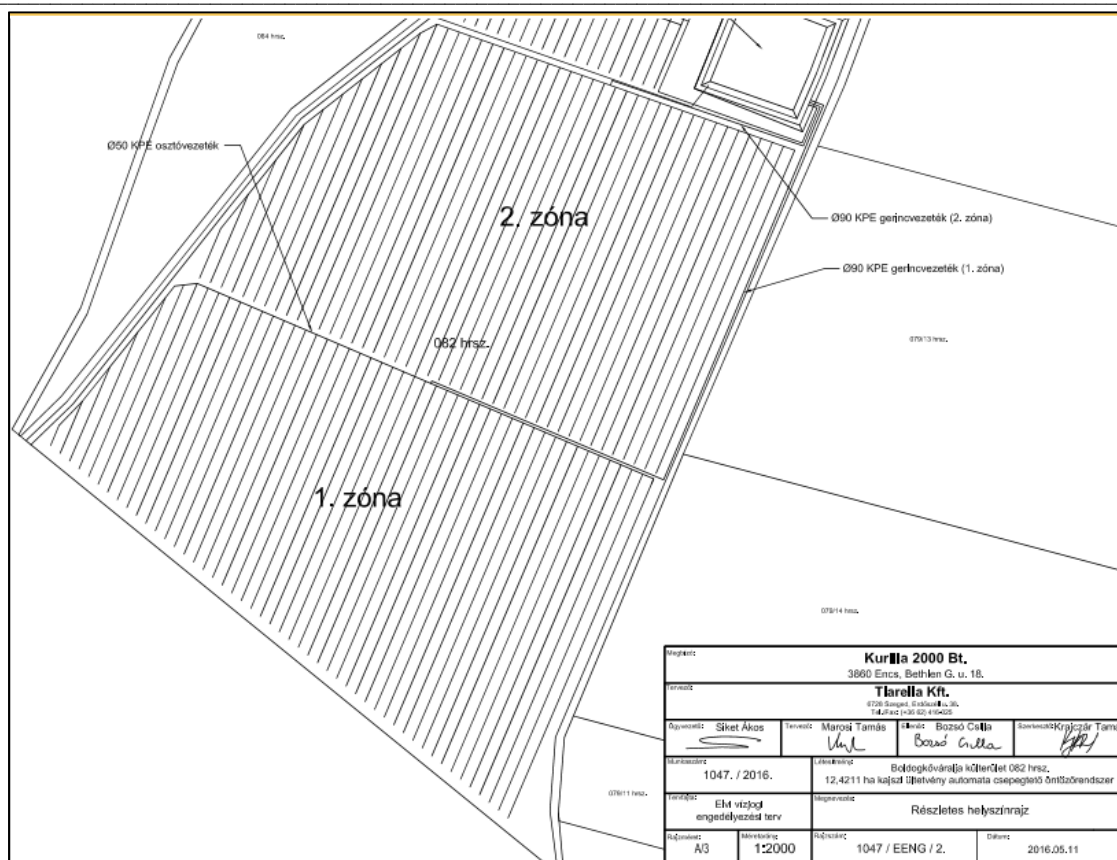 084 hrsz.
Ø50 KPE osztóvezeték
2. zóna
Ø90 KPE gerincvezeték (2. zóna)
Ø90 KPE gerincvezeték (1. zóna)
082 hrsz.
079/13 hrsz.
1. zóna
079/14 hrsz.
079/11 hrsz.
Megbízó:
Kurilla 2000 Bt.
3860 Encs, Bethlen G. u. 18.
Tervező:
Tiarella Kft.
Ügyvezető: Siket Ákos
Tervező: Marosi Tamás
Ellenőr: Bozsó Csilla
Szerkesztő: Krajczár Tamá
Bozsó Csilla
Munkaszám:
1047. / 2016.
Létesítmény:
Boldogkőváralja külterület 082 hrsz.
12,4211 ha kajszi ültetvény automata csepegtető öntözőrendszer
Tervfajta:
Elvi vízjogi
engedélyezési terv
Megnevezés:
Részletes helyszínrajz
Rajzméret:
A/3
Méretarány:
1:2000
Rajzszám:
1047 / EENG / 2.
Dátum:
2016.05.11